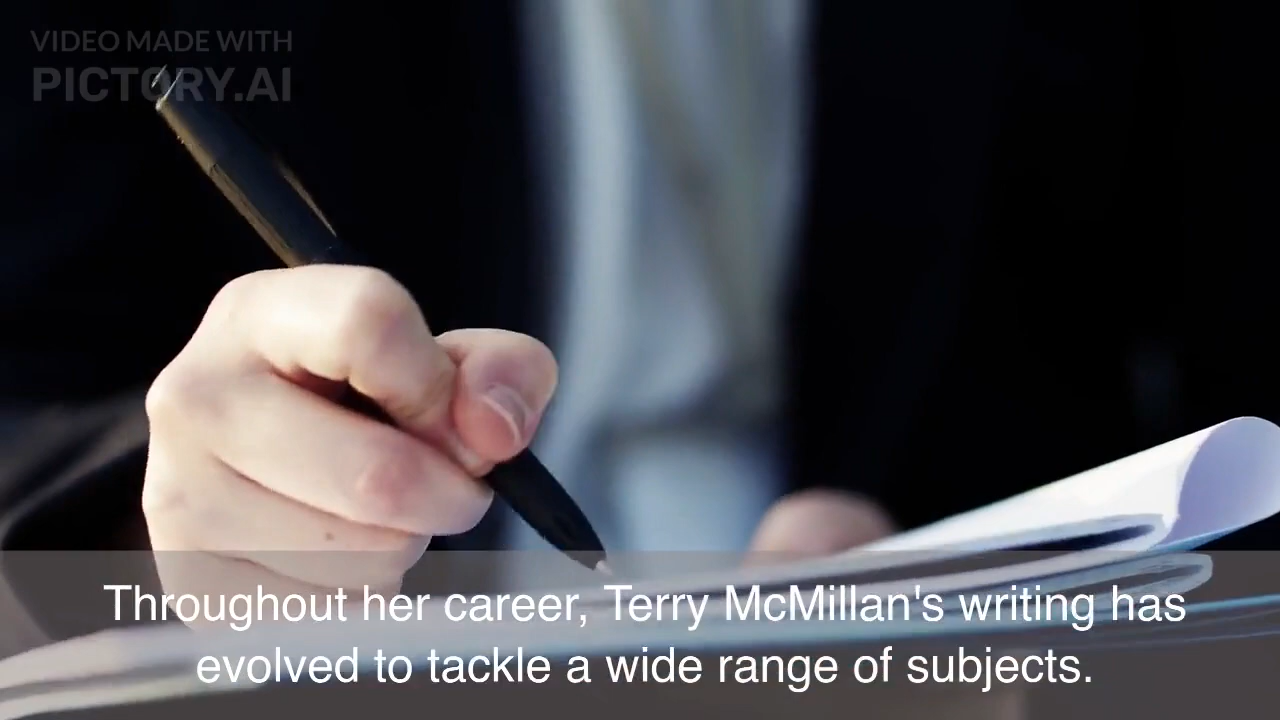 VIDEO MADE WITH
PICTORY.AI
Throughout her career, Terry McMillan's writing has
evolved to tackle a wide range of subjects.